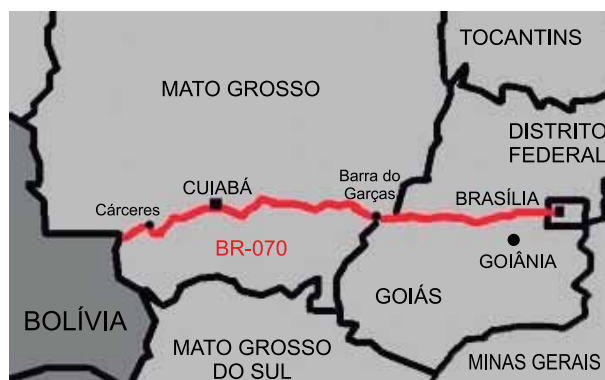 TOCANTINS
MATO GROSSO
DISTRITO
FEDERAL
Barra do
Garças
CUIABÁ
Cárceres
BRASÍLIA
BR-070
GOIÂNIA
GOIÁS
BOLÍVIA
MATO GROSSO
DO SUL
MINAS GERAIS